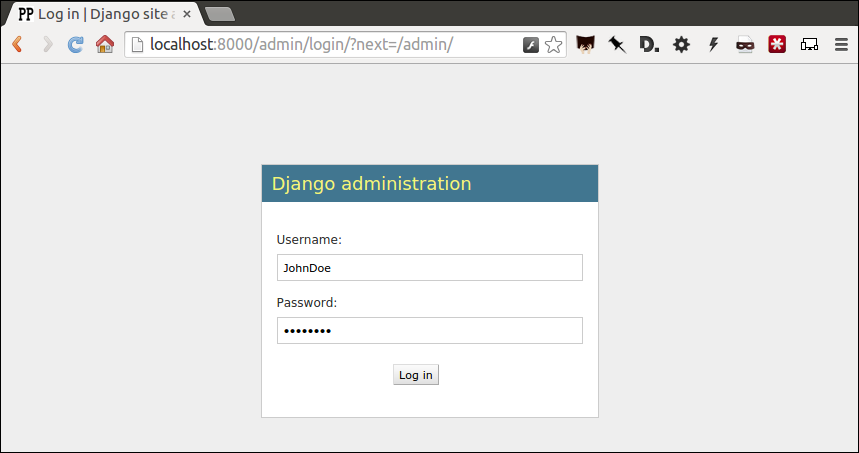 PP Log in | Django site a
localhost:8000/admin/login/?next=/admin/
D.
Django administration
Username:
JohnDoe
Password:
••••••••
Log in